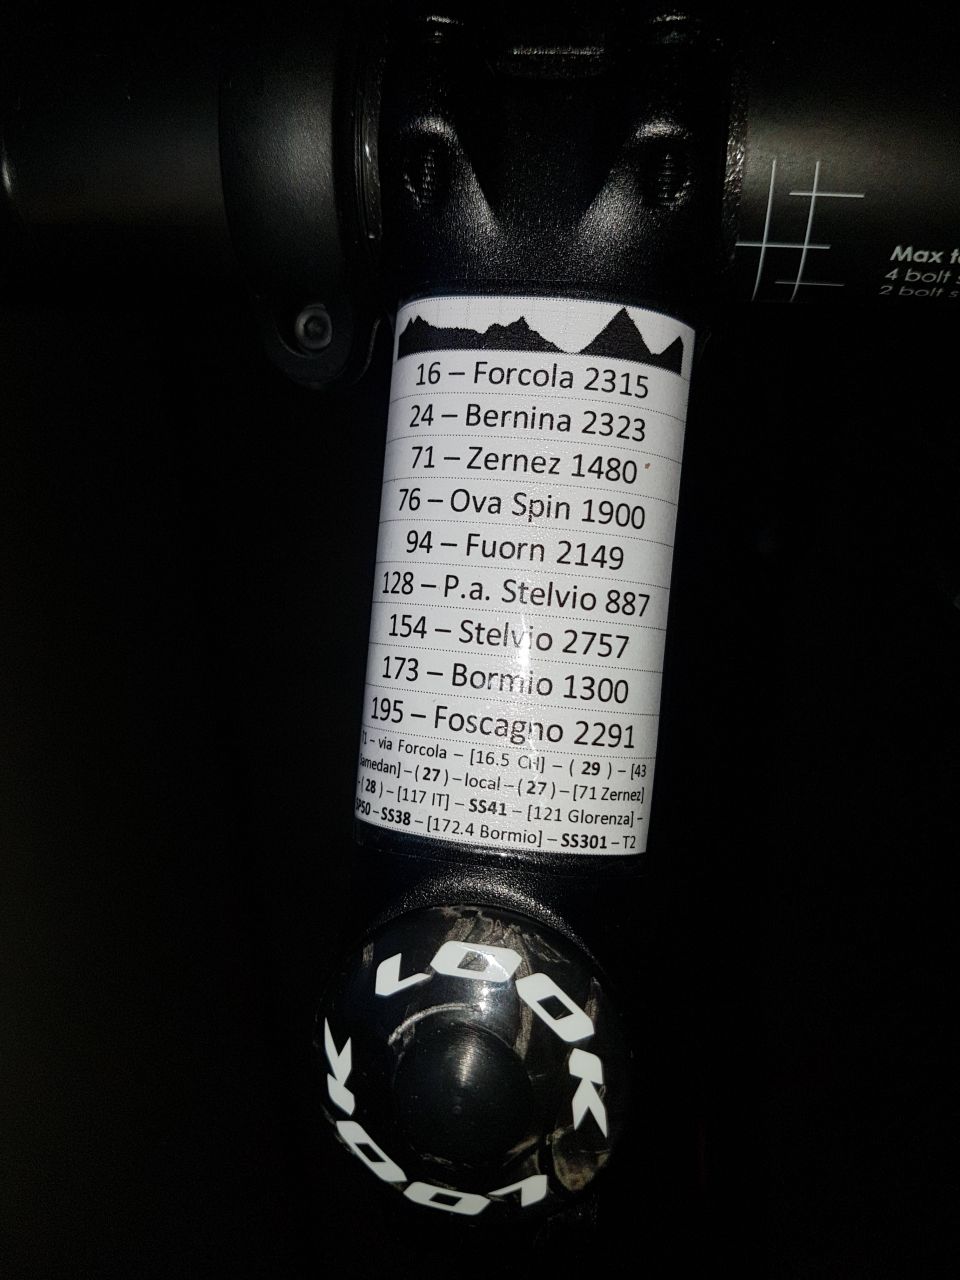 Max
4 bolt
2 bolt
16 – Forcola 2315
24 – Bernina 2323
71 – Zernez 1480
76 – Ova Spin 1900
94 – Fuorn 2149
128 – P.a. Stelvio 887
154 – Stelvio 2757
173 – Bormio 1300
195 – Foscagno 2291
– via Forcola – [16.5 CH] – ( 29 ) – [43
Samedan] – ( 27 ) – local – ( 27 ) – [71 Zernez]
– ( 28 ) – [117 IT] – SS41 – [121 Glorenza] –
SP50 – SS38 – [172.4 Bormio] – SS301 – T2
LOOK
LOOK